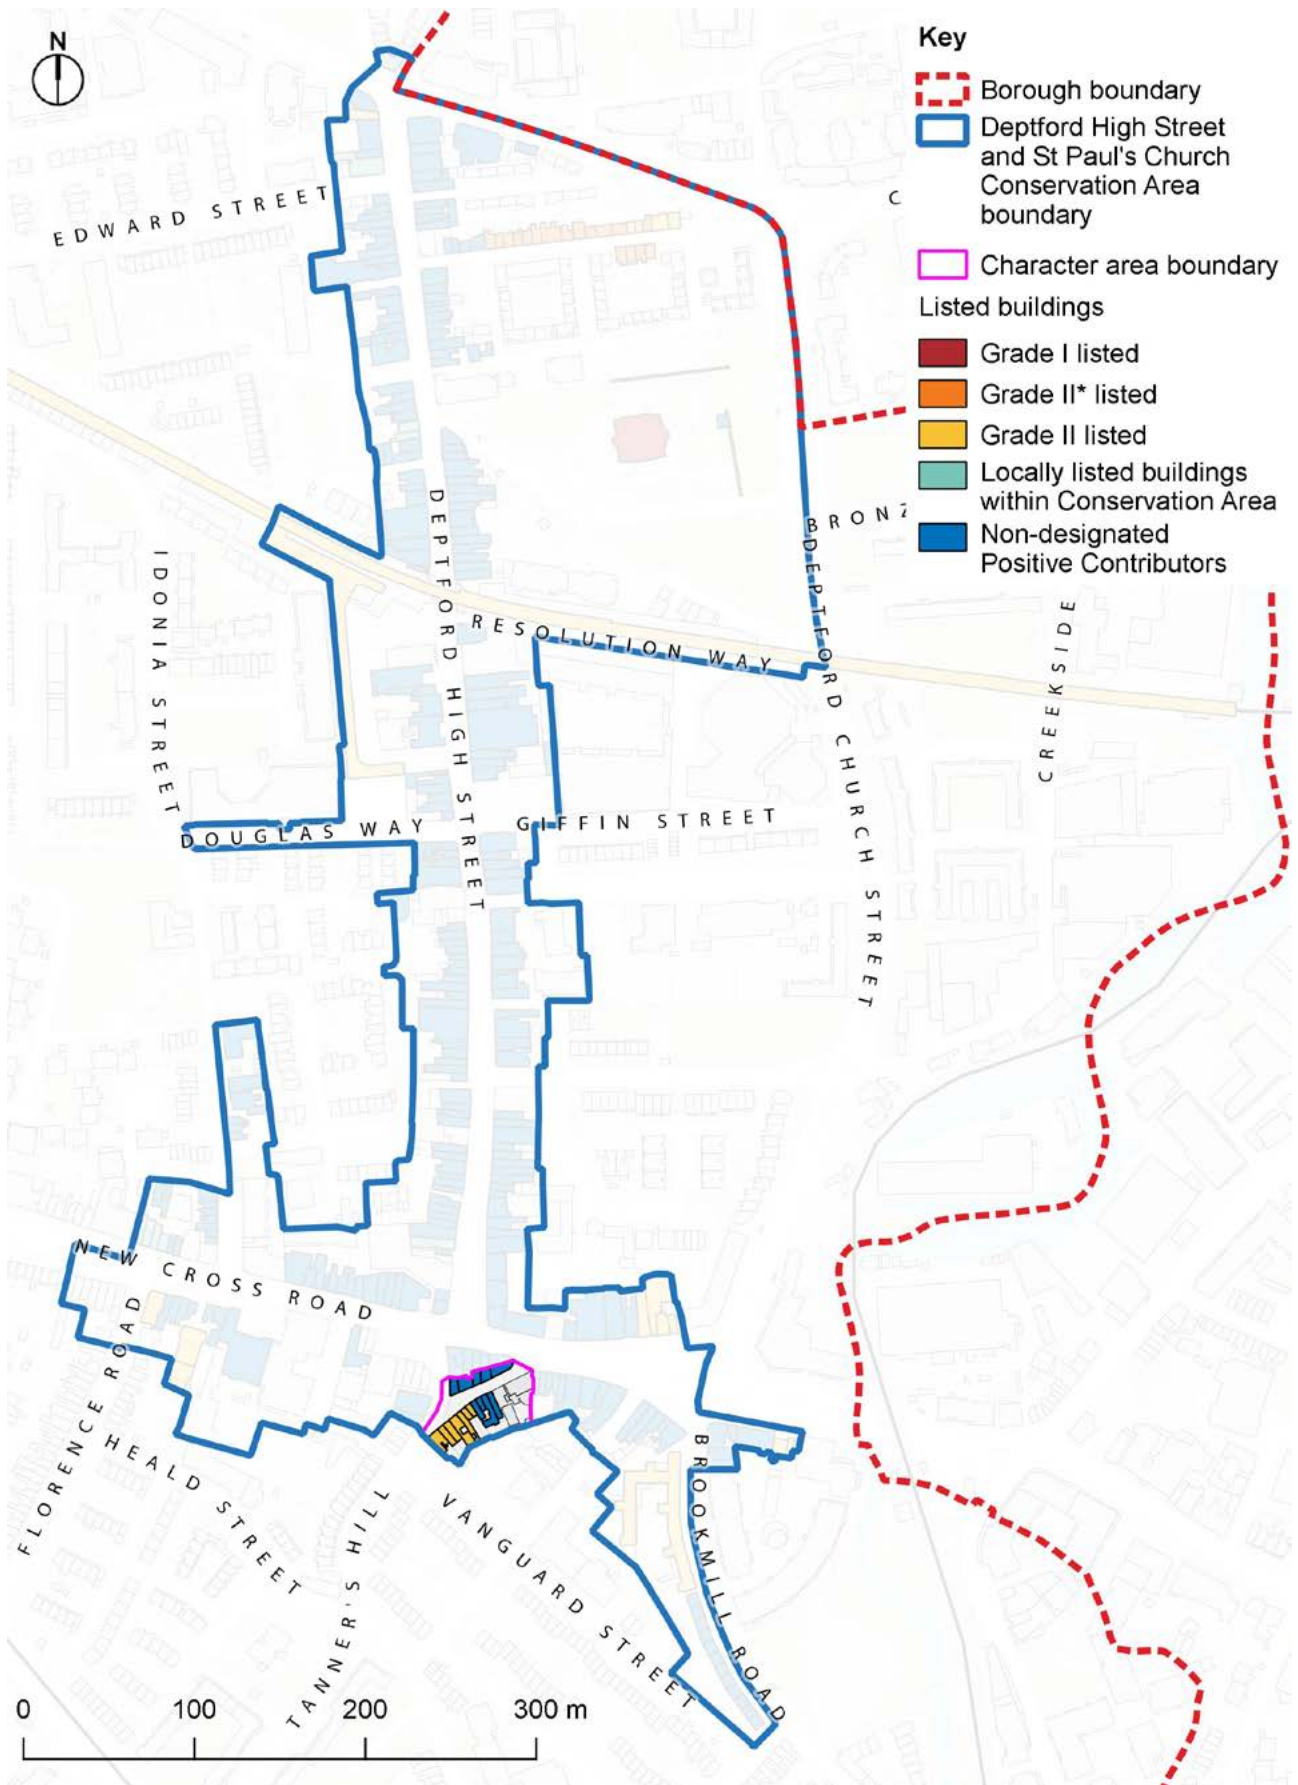 N
Key
Borough boundary
Deptford High Street
and St Paul's Church
Conservation Area
boundary
Character area boundary
Listed buildings
Grade I listed
Grade II* listed
Grade II listed
Locally listed buildings
within Conservation Area
Non-designated
Positive Contributors
C
EDWARD STREET
BRONZ
DEPTFORD HIGH STREET
IDONIA STREET
RESOLUTION WAY
DEPTFORD CHURCH STREET
CREEKSIDE
DOUGLAS WAY
GIFFIN STREET
NEW CROSS ROAD
FLORENCE ROAD
HEALD STREET
TANNER'S HILL
VANGUARD STREET
BROOKMILL ROAD
0 100 200 300 m